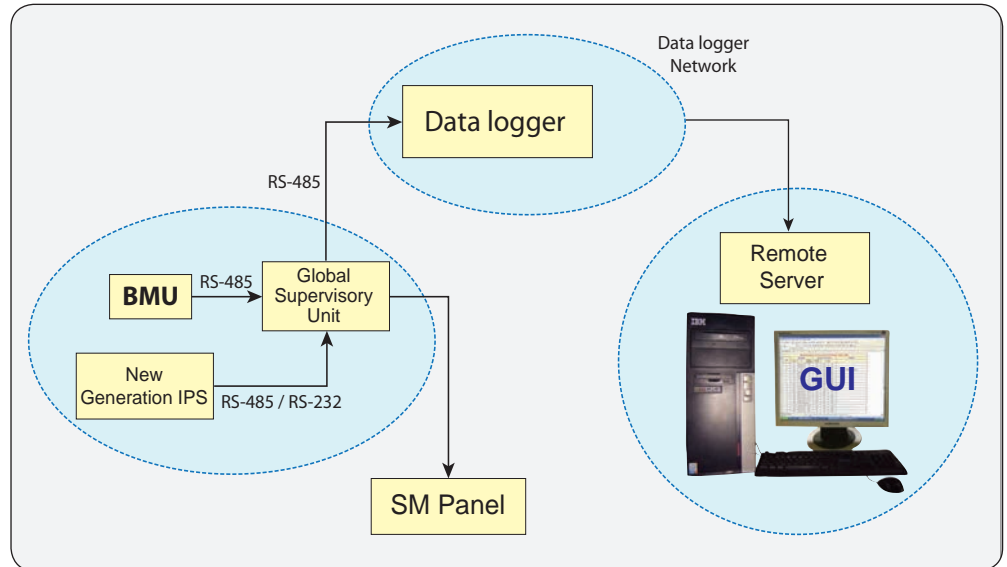 Data logger
Network
Data logger
RS-485
BMU
RS-485
Global
Supervisory
Unit
New
Generation IPS
RS-485 / RS-232
SM Panel
Remote
Server
IBM
GUI